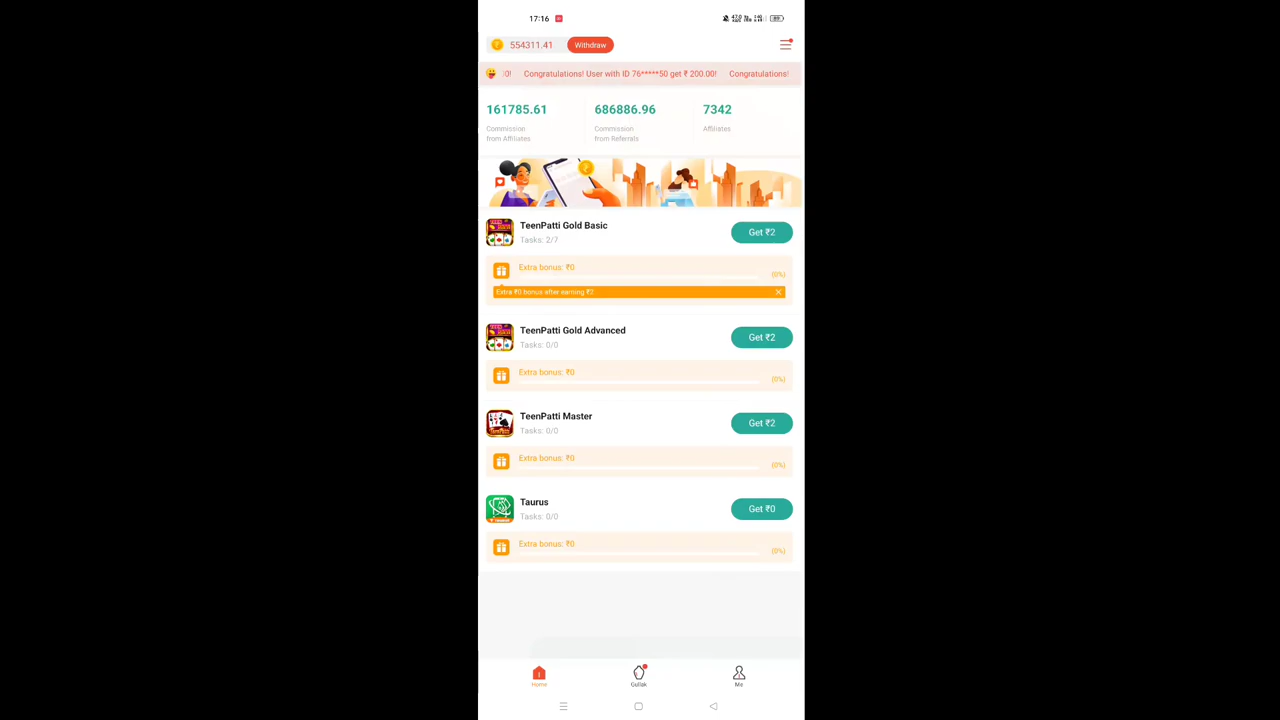 17:16
89
554311.41 Withdraw
/0! Congratulations! User with ID 76*****50 get ₹ 200.00! Congratulations!
161785.61 686886.96 7342
Commission from Affiliates
Commission from Referrals
Affiliates
TeenPatti Gold Basic
Tasks: 2/7
Get ₹2
Extra bonus: ₹0
(0%)
Extra ₹0 bonus after earning ₹2
TeenPatti Gold Advanced
Tasks: 0/0
Get ₹2
Extra bonus: ₹0
(0%)
TeenPatti Master
Tasks: 0/0
Get ₹2
Extra bonus: ₹0
(0%)
Taurus
Tasks: 0/0
Get ₹0
Extra bonus: ₹0
(0%)
Home Gullak Me